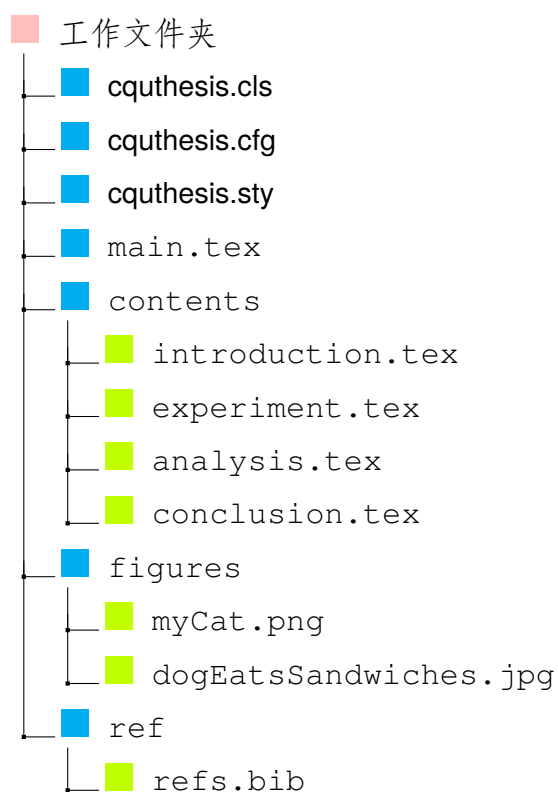 工作文件夹
cquthesis.cls
cquthesis.cfg
cquthesis.sty
main.tex
contents
introduction.tex
experiment.tex
analysis.tex
conclusion.tex
figures
myCat.png
dogEatsSandwiches.jpg
ref
refs.bib